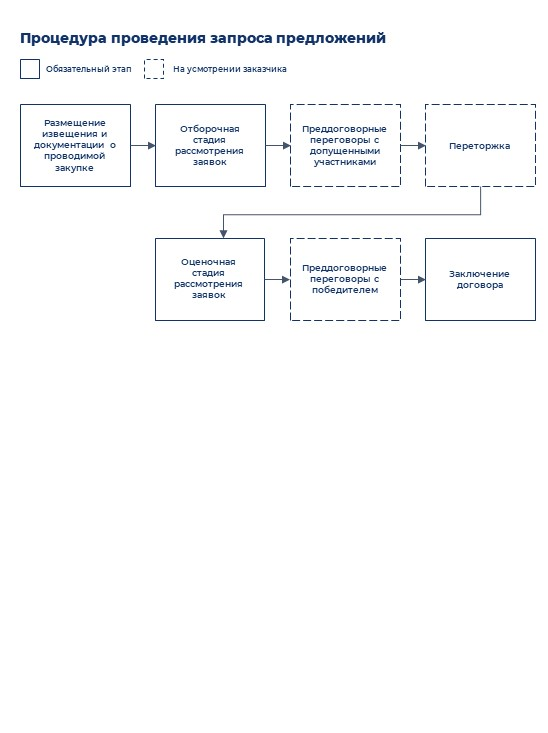 Процедура проведения запроса предложений
Обязательный этап
На усмотрении заказчика
Размещение
извещения и
документации о
проводимой
закупке
Отборочная
стадия
рассмотрения
заявок
Преддоговорные
переговоры с
допущенными
участниками
Переторжка
Оценочная
стадия
рассмотрения
заявок
Преддоговорные
переговоры с
победителем
Заключение
договора